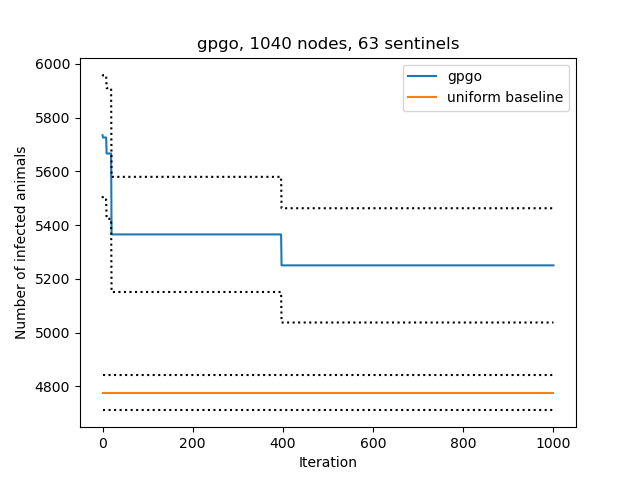 gpgo, 1040 nodes, 63 sentinels
6000
5800
5600
5400
5200
5000
4800
Number of infected animals
gpgo
uniform baseline
0 200 400 600 800 1000
Iteration